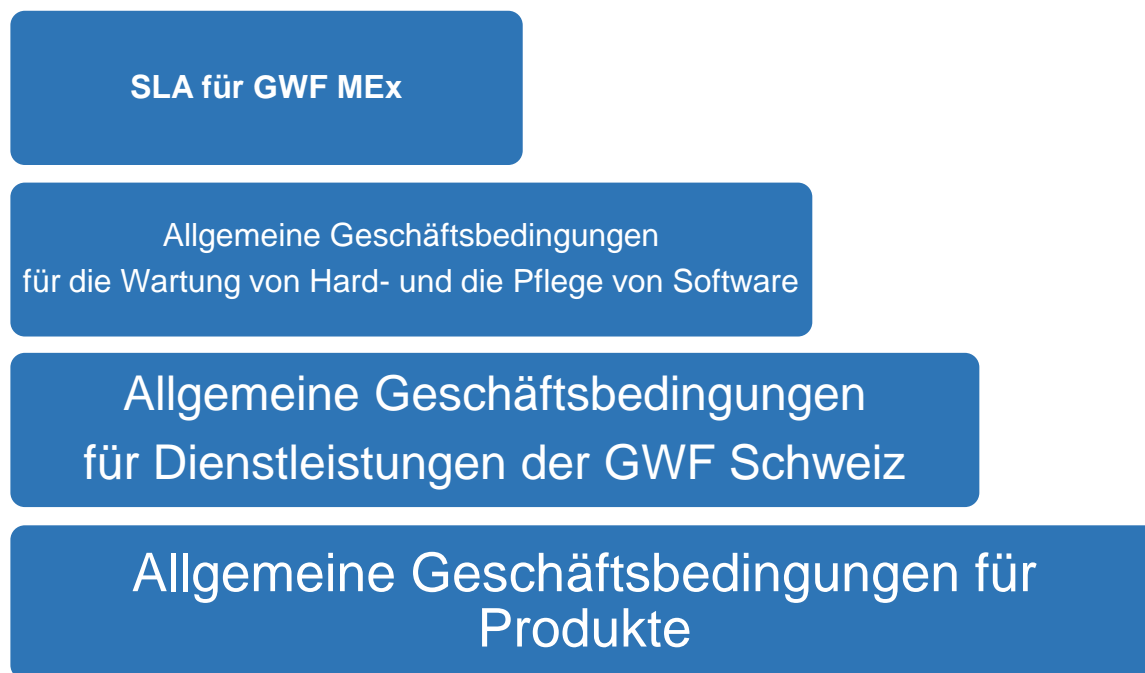 SLA für GWF MEx
Allgemeine Geschäftsbedingungen
für die Wartung von Hard- und die Pflege von Software
Allgemeine Geschäftsbedingungen
für Dienstleistungen der GWF Schweiz
Allgemeine Geschäftsbedingungen für
Produkte